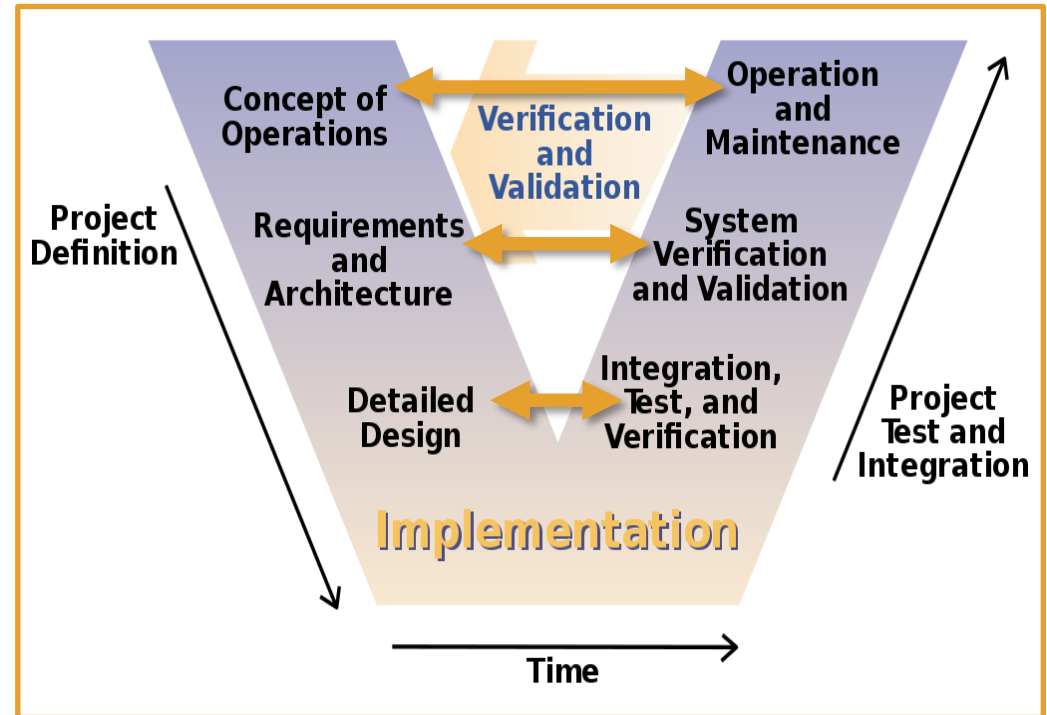 Concept of
Operations
Operation
and
Maintenance
Verification
and
Validation
Project
Definition
Requirements
and
Architecture
System
Verification
and Validation
Detailed
Design
Integration,
Test, and
Verification
Project
Test and
Integration
Implementation
Time